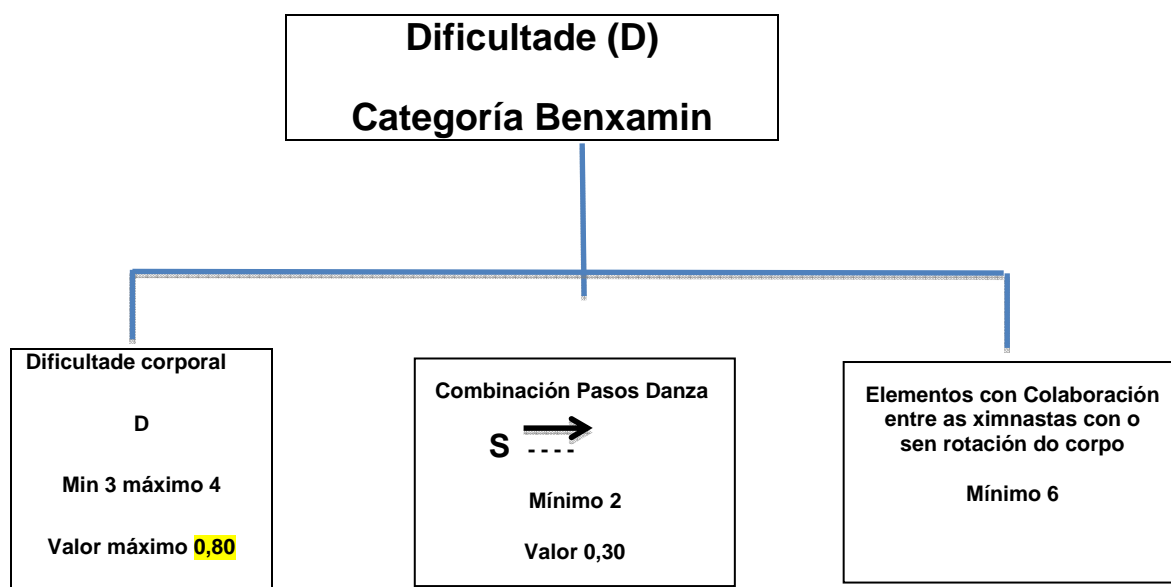 Dificultade (D)
Categoría Benxamin
Dificultade corporal
D
Min 3 máximo 4
Valor máximo 0,80
Combinación Pasos Danza
S
----
Mínimo 2
Valor 0,30
Elementos con Colaboración
entre as ximnastas con o
sen rotación do corpo
Mínimo 6